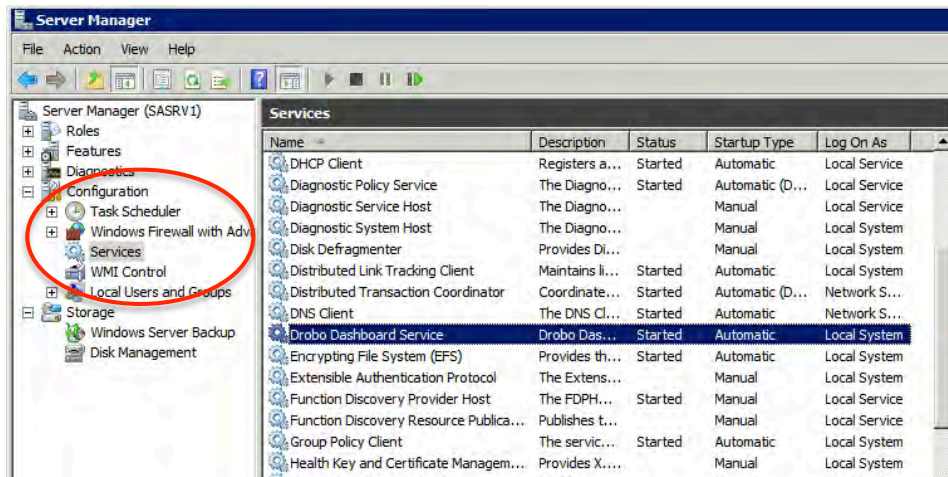 Server Manager
File Action View Help
Server Manager (SASRV1)
Roles
Features
Diagnostics
Configuration
Task Scheduler
Windows Firewall with Adv
Services
WMI Control
Local Users and Groups
Storage
Windows Server Backup
Disk Management
Services
Name Description Status Startup Type Log On As
DHCP Client Registers a... Started Automatic Local Service
Diagnostic Policy Service The Diagno... Started Automatic (D... Local Service
Diagnostic Service Host The Diagno... Manual Local Service
Diagnostic System Host The Diagno... Manual Local System
Disk Defragmenter Provides Di... Manual Local System
Distributed Link Tracking Client Maintains li... Started Automatic Local System
Distributed Transaction Coordinator Coordinate... Started Automatic (D... Network S...
DNS Client The DNS Cl... Started Automatic Network S...
Drobo Dashboard Service Drobo Das... Started Automatic Local System
Encrypting File System (EFS) Provides th... Started Automatic Local System
Extensible Authentication Protocol The Extens... Manual Local System
Function Discovery Provider Host The FDPH... Started Manual Local Service
Function Discovery Resource Publica... Publishes t... Manual Local Service
Group Policy Client The servic... Started Automatic Local System
Health Key and Certificate Managem... Provides X.... Manual Local System